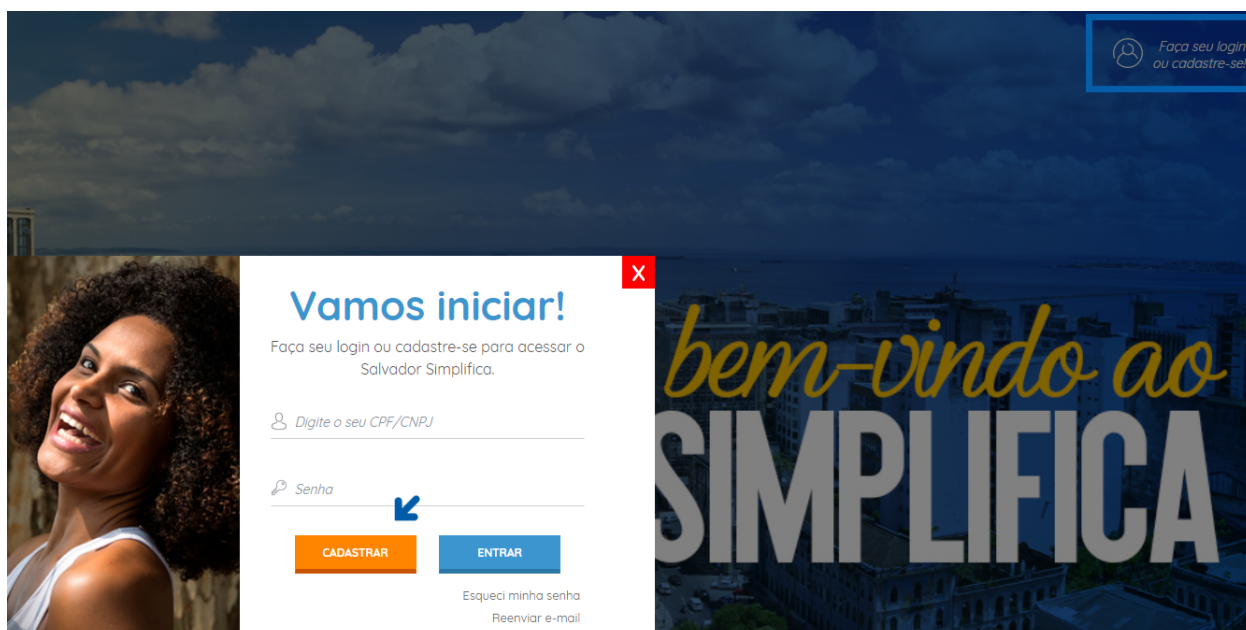 Faça seu login
ou cadastre-se!
X
Vamos iniciar!
Faça seu login ou cadastre-se para acessar o
Salvador Simplifica.
Digite o seu CPF/CNPJ
Senha
CADASTRAR
ENTRAR
Esqueci minha senha
Reenviar e-mail
bem-vindo ao
SIMPLIFICA